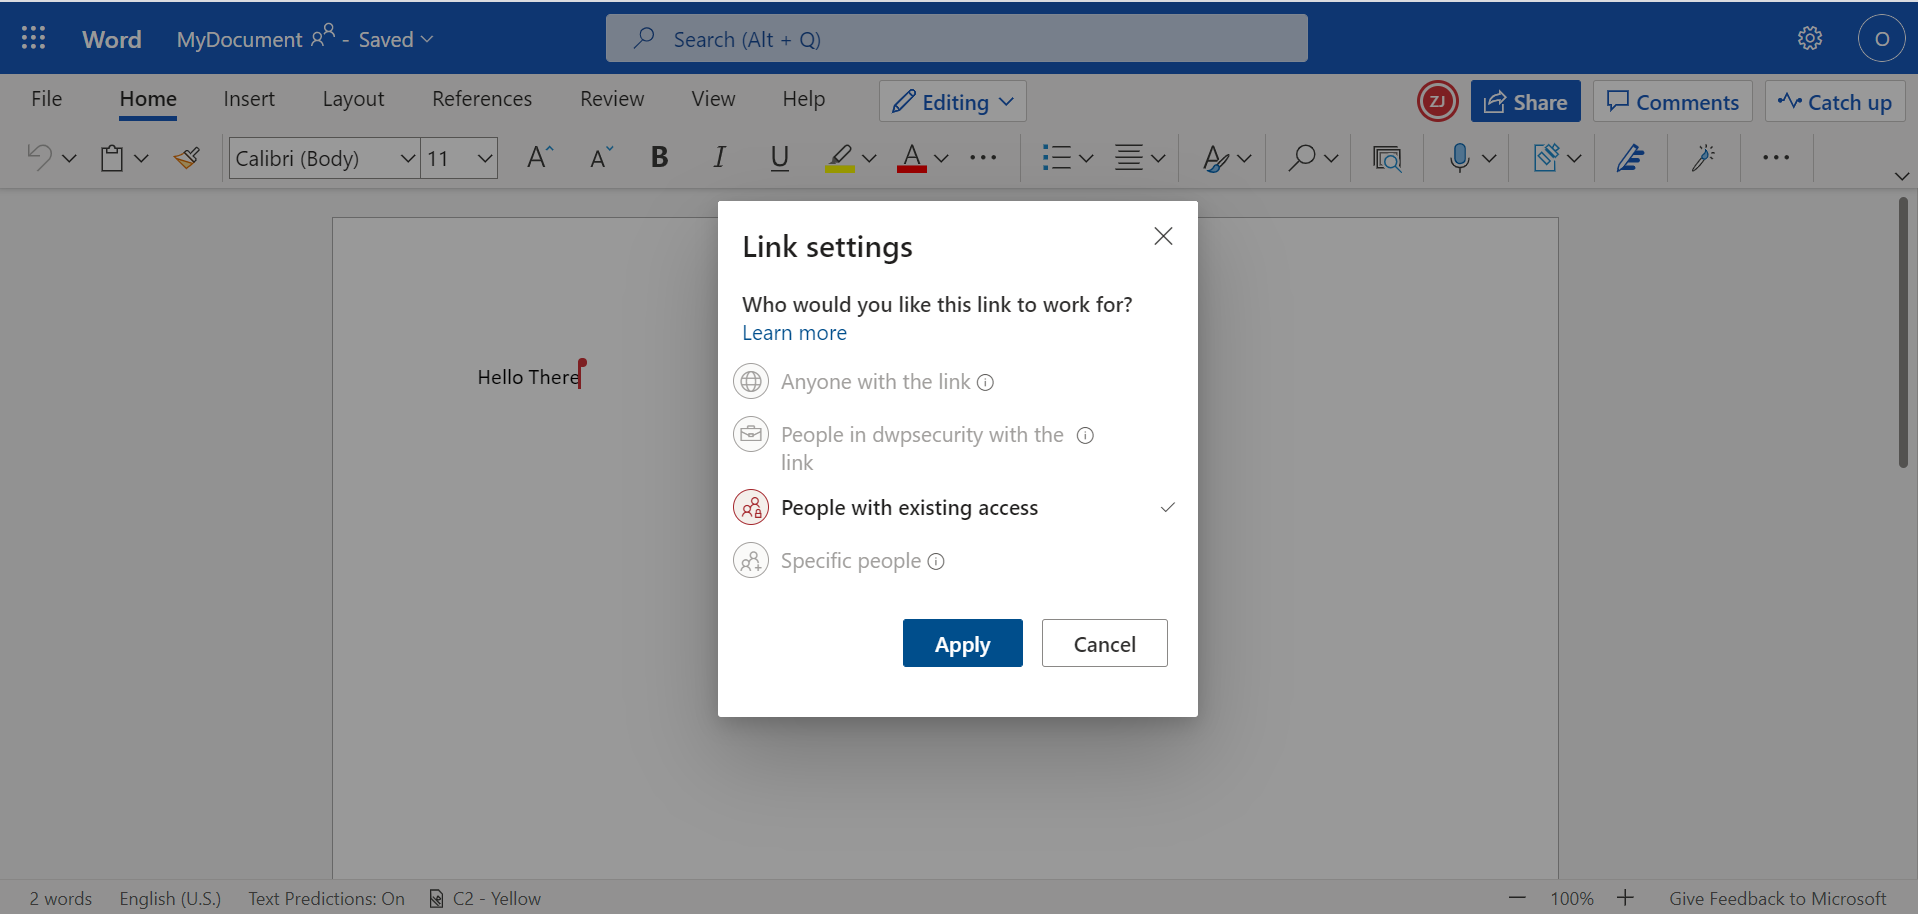 Word MyDocument - Saved Search (Alt + Q) O
File Home Insert Layout References Review View Help Editing ZJ Share Comments Catch up
Calibri (Body) 11 A A B I U A A
Link settings
Who would you like this link to work for?
Learn more
Hello There
Anyone with the link
People in dwpsecurity with the
link
People with existing access
Specific people
Apply Cancel
2 words English (U.S.) Text Predictions: On C2 - Yellow 100% Give Feedback to Microsoft